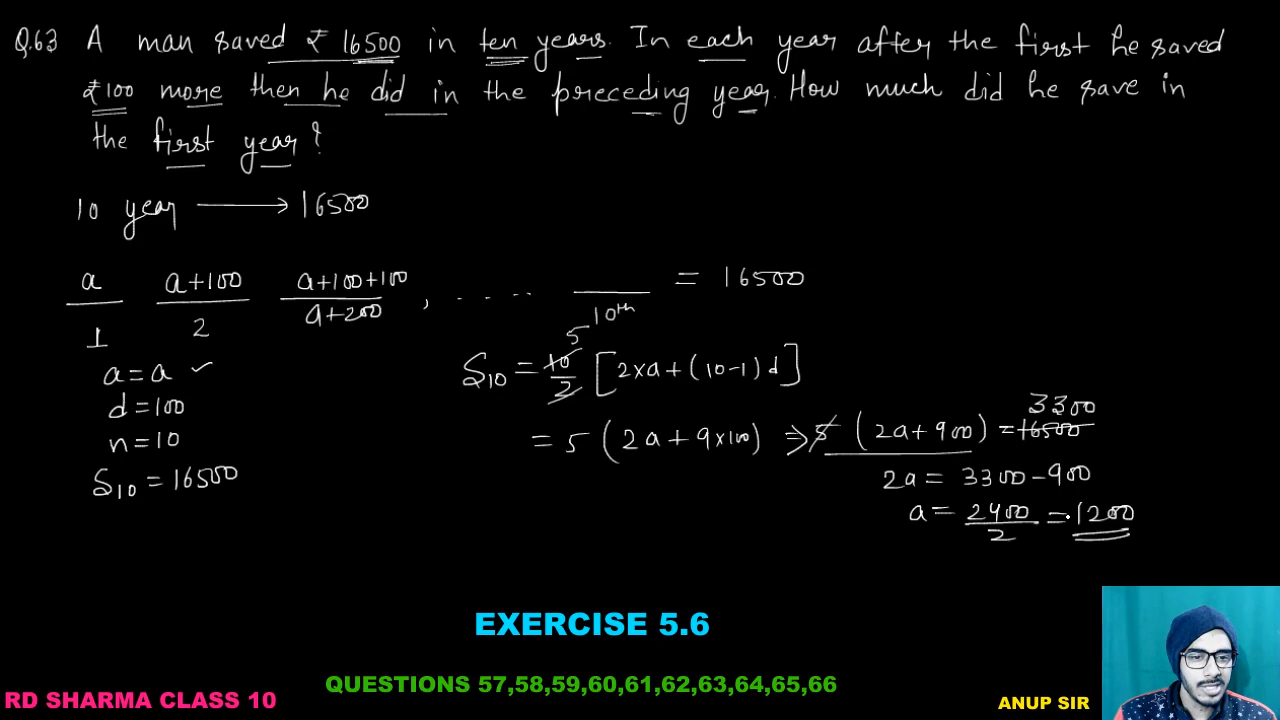 Q.63 A man saved ₹ 16500 in ten years. In each year after the first he saved
₹100 more then he did in the preceding year. How much did he save in
the first year?
10 year ⟶ 16500
a/1 (a+100)/2 (a+100+100)/(a+200) , . . . . . ___/10th = 16500
a = a ✓
d = 100
n = 10
S10 = 16500
5
S10 = 10/2 [2×a + (10-1) d]
= 5 (2a + 9×100) ⇒ 5 (2a + 900) = 16500
3300
2a = 3300 - 900
a = 2400/2 = 1200
EXERCISE 5.6
QUESTIONS 57,58,59,60,61,62,63,64,65,66
RD SHARMA CLASS 10
ANUP SIR